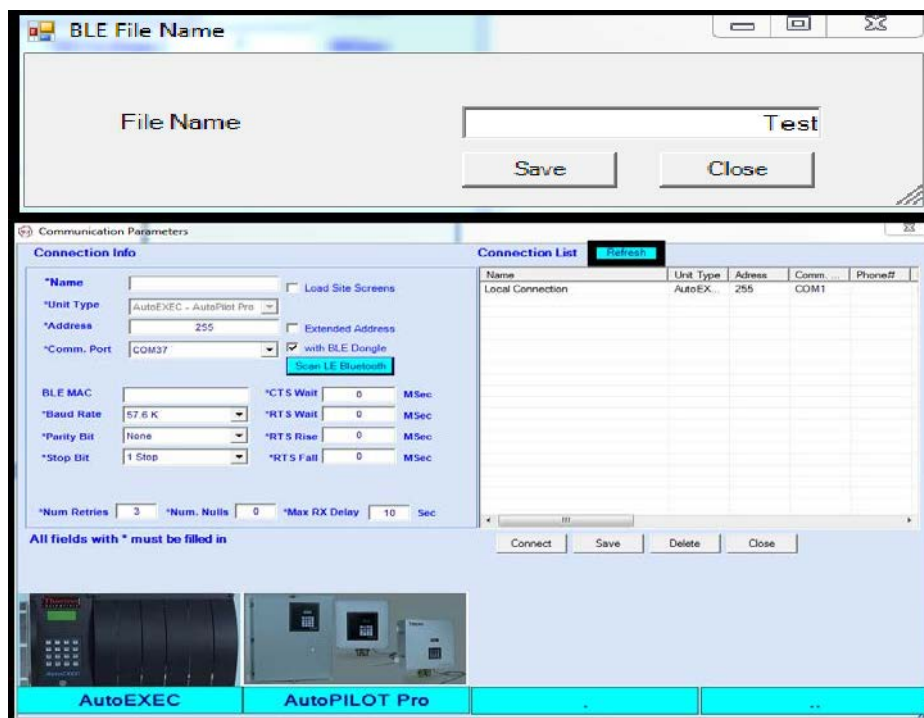 BLE File Name
File Name
Test
Save
Close
Communication Parameters
Connection Info
*Name
Load Site Screens
*Unit Type
AutoEXEC - AutoPilot Pro
*Address
255
Extended Address
*Comm. Port
COM37
with BLE Dongle
Scan LE Bluetooth
BLE MAC
*CTS Wait
0
MSec
*Baud Rate
57.6 K
*RTS Wait
0
MSec
*Parity Bit
None
*RTS Rise
0
MSec
*Stop Bit
1 Stop
*RTS Fall
0
MSec
*Num Retries
3
*Num. Nulls
0
*Max RX Delay
10
Sec
All fields with * must be filled in
Connection List
Refresh
Name
Unit Type
Adress
Comm. ...
Phone#
Local Connection
AutoEX...
255
COM1
Connect
Save
Delete
Close
AutoEXEC
AutoPILOT Pro
.
..